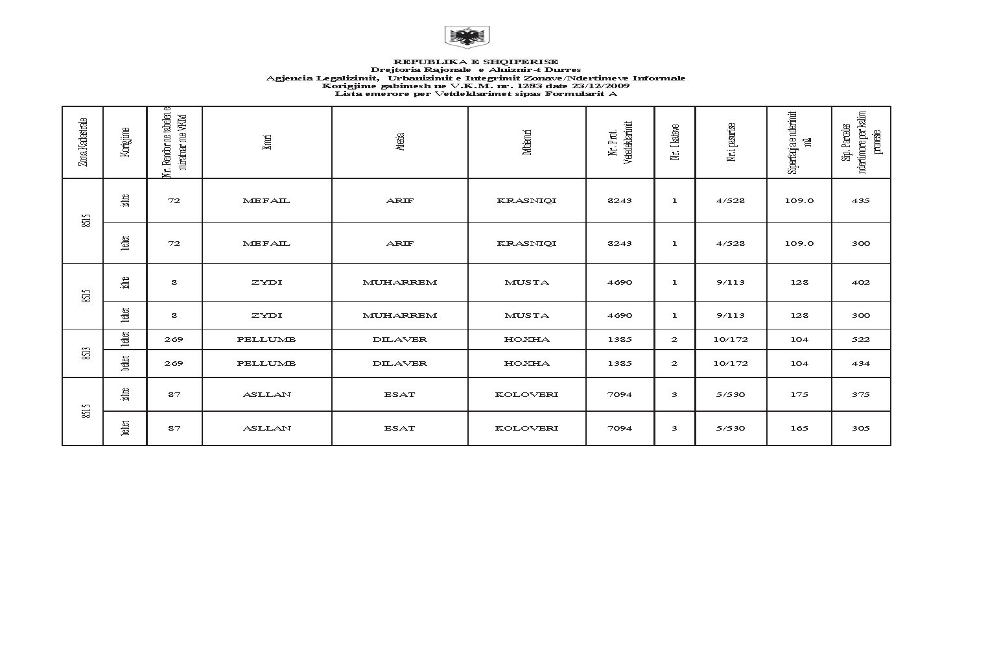 REPUBLIKA E SHQIPERISE
Drejtoria Rajonale e Aluiznir-t Durres
Agjencia Legalizimit, Urbanizimit e Integrimit Zonave/Ndertimeve Informale
Korigjime gabimesh ne V.K.M. nr. 1283 date 23/12/2009
Lista emerore per Vetdeklarimet sipas Formularit A
Zona Kadastrale
Korigjime
Nr. Rendor ne tabelen e
miratuar me VKM
Emri
Atesia
Mbiemri
Nr. Prot.
Vetedeklarimit
Nr. I kateve
Nr.i pasurise
Siperfaqja e nderimit
m2
Sip. Parceles
ndertimore per kalim
pronesie
8515
ishte 72 MEFAIL ARIF KRASNIQI 8243 1 4/528 109.0 435
behet 72 MEFAIL ARIF KRASNIQI 8243 1 4/528 109.0 300
8515
ishte 8 ZYDI MUHARREM MUSTA 4690 1 9/113 128 402
behet 8 ZYDI MUHARREM MUSTA 4690 1 9/113 128 300
8513
behet 269 PELLUMB DILAVER HOXHA 1385 2 10/172 104 522
behet 269 PELLUMB DILAVER HOXHA 1385 2 10/172 104 434
8515
ishte 87 ASLLAN ESAT KOLOVERI 7094 3 5/530 175 375
behet 87 ASLLAN ESAT KOLOVERI 7094 3 5/530 165 305